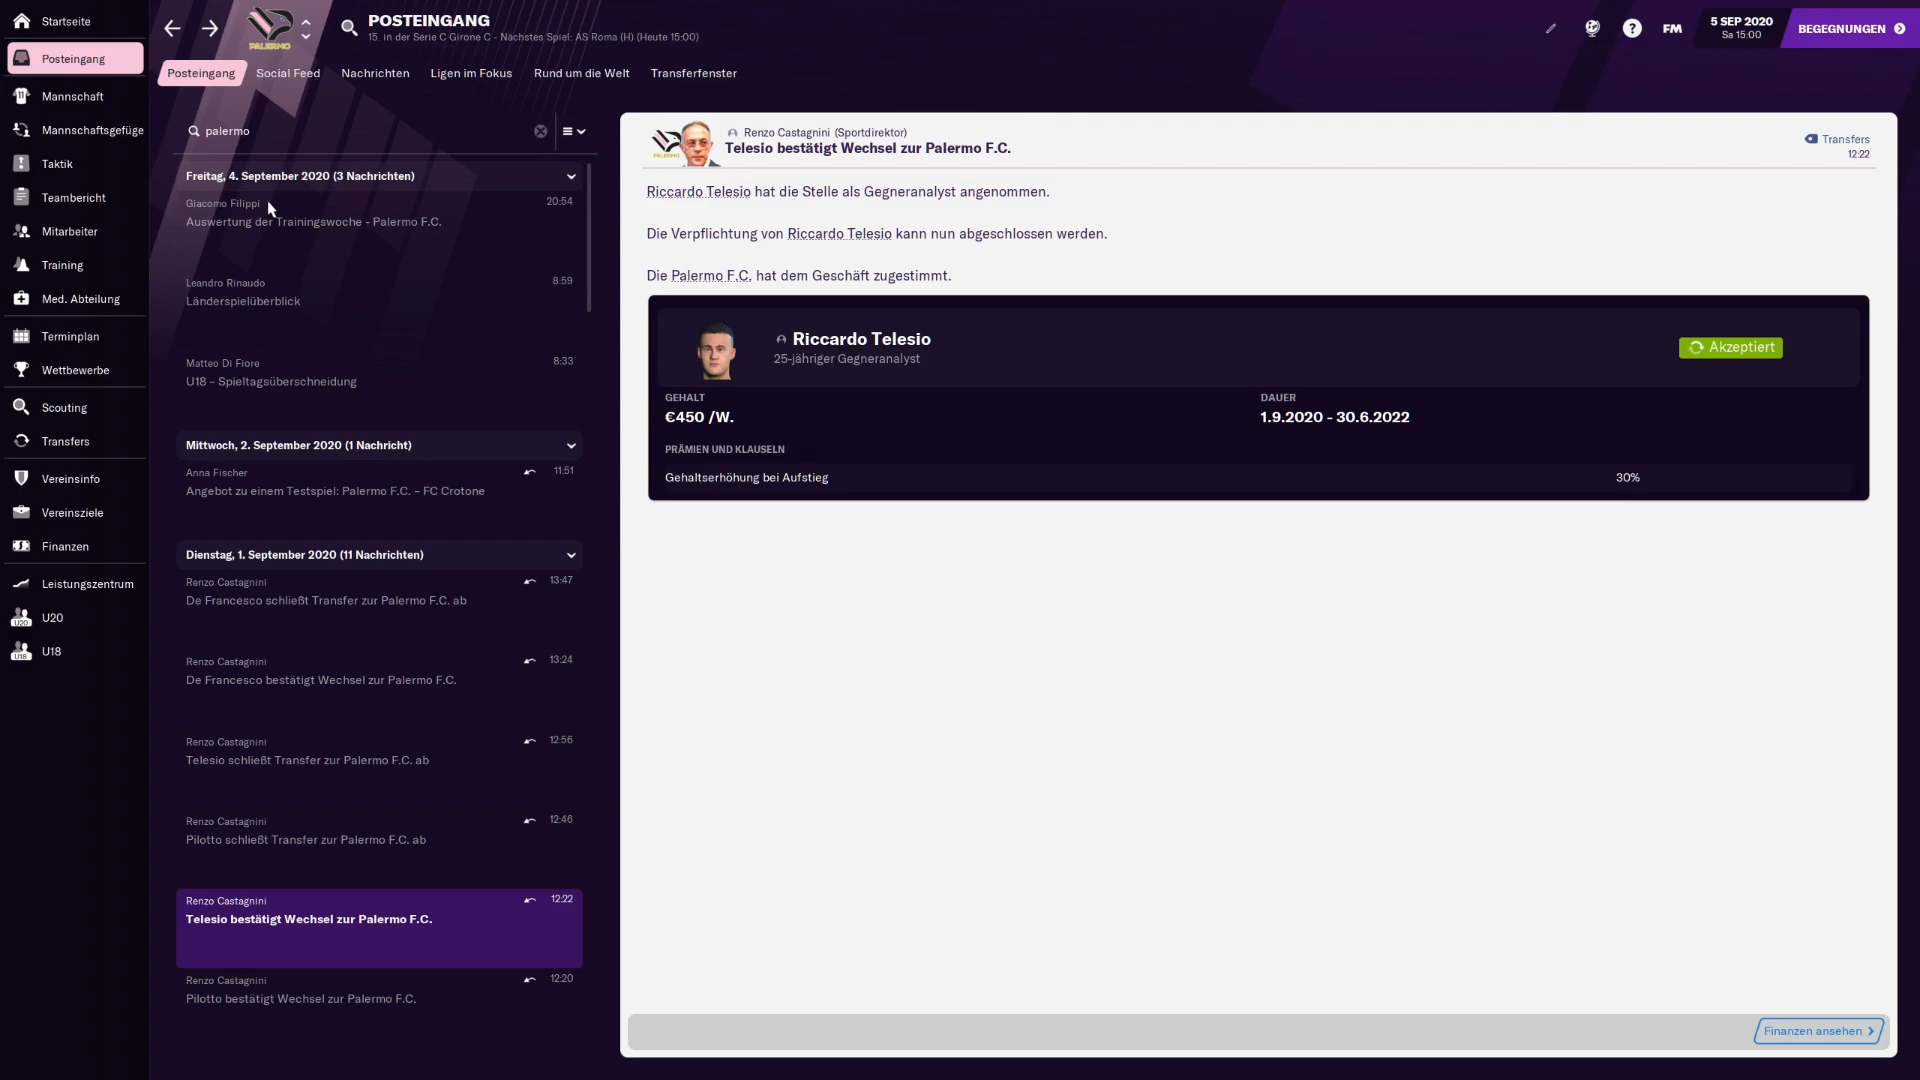 Startseite
Posteingang
Mannschaft
Mannschaftsgefüge
Taktik
Teambericht
Mitarbeiter
Training
Med. Abteilung
Terminplan
Wettbewerbe
Scouting
Transfers
Vereinsinfo
Vereinsziele
Finanzen
Leistungszentrum
U20
U20
U18
U18
PALERMO
POSTEINGANG
15. in der Serie C Girone C - Nächstes Spiel: AS Roma (H) (Heute 15:00)
FM
5 SEP 2020
Sa 15:00
BEGEGNUNGEN
Posteingang Social Feed Nachrichten Ligen im Fokus Rund um die Welt Transferfenster
palermo
Freitag, 4. September 2020 (3 Nachrichten)
Giacomo Filippi 20:54
Auswertung der Trainingswoche - Palermo F.C.
Leandro Rinaudo 8:59
Länderspielüberblick
Matteo Di Fiore 8:33
U18 – Spieltagsüberschneidung
Mittwoch, 2. September 2020 (1 Nachricht)
Anna Fischer 11:51
Angebot zu einem Testspiel: Palermo F.C. – FC Crotone
Dienstag, 1. September 2020 (11 Nachrichten)
Renzo Castagnini 13:47
De Francesco schließt Transfer zur Palermo F.C. ab
Renzo Castagnini 13:24
De Francesco bestätigt Wechsel zur Palermo F.C.
Renzo Castagnini 12:56
Telesio schließt Transfer zur Palermo F.C. ab
Renzo Castagnini 12:46
Pilotto schließt Transfer zur Palermo F.C. ab
Renzo Castagnini 12:22
Telesio bestätigt Wechsel zur Palermo F.C.
Renzo Castagnini 12:20
Pilotto bestätigt Wechsel zur Palermo F.C.
PALERMO
Renzo Castagnini (Sportdirektor)
Telesio bestätigt Wechsel zur Palermo F.C.
Transfers
12:22
Riccardo Telesio hat die Stelle als Gegneranalyst angenommen.
Die Verpflichtung von Riccardo Telesio kann nun abgeschlossen werden.
Die Palermo F.C. hat dem Geschäft zugestimmt.
Riccardo Telesio
25-jähriger Gegneranalyst
Akzeptiert
GEHALT DAUER
€450 /W. 1.9.2020 - 30.6.2022
PRÄMIEN UND KLAUSELN
Gehaltserhöhung bei Aufstieg 30%
Finanzen ansehen